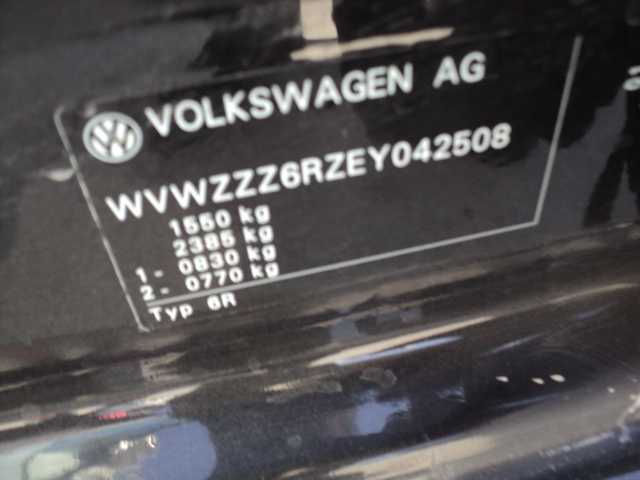 VOLKSWAGEN AG
WVWZZZ6RZEY042508
1550 kg
2385 kg
1- 0830 kg
2- 0770 kg
Typ 6R